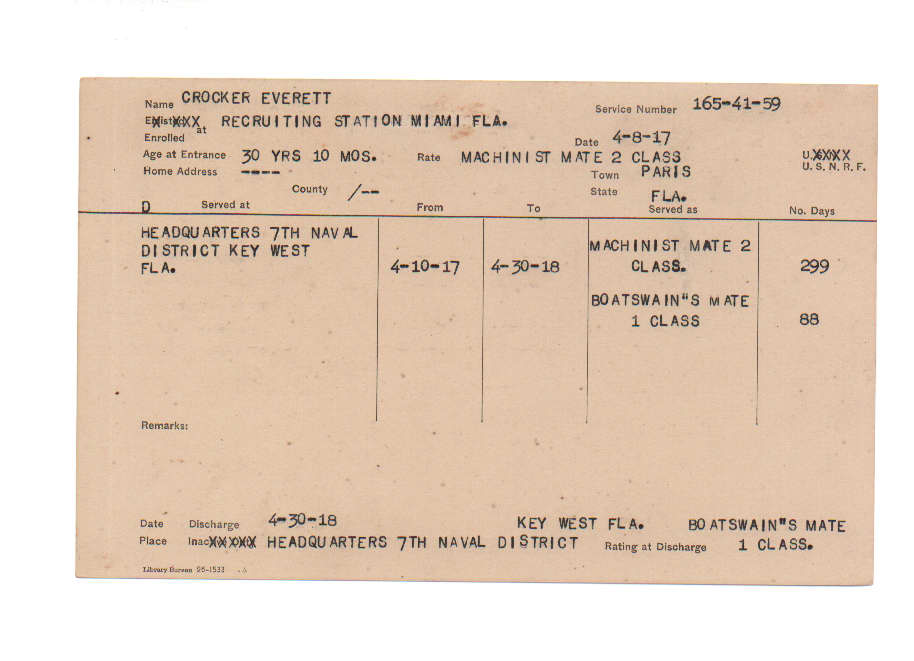 Name CROCKER EVERETT Service Number 165-41-59
at RECRUITING STATION MIAMI FLA.
Enrolled Date 4-8-17
Age at Entrance 30 YRS 10 MOS. Rate MACHINIST MATE 2 CLASS
U. S. N. R. F.
Home Address ---- Town PARIS
County /-- State FLA.
D Served at From To Served as No. Days
HEADQUARTERS 7TH NAVAL
DISTRICT KEY WEST MACHINIST MATE 2
FLA. 4-10-17 4-30-18 CLASS. 299
BOATSWAIN"S MATE
1 CLASS 88
Remarks:
Date Discharge 4-30-18 KEY WEST FLA. BOATSWAIN"S MATE
Place HEADQUARTERS 7TH NAVAL DISTRICT Rating at Discharge 1 CLASS.
Library Bureau 26-1533